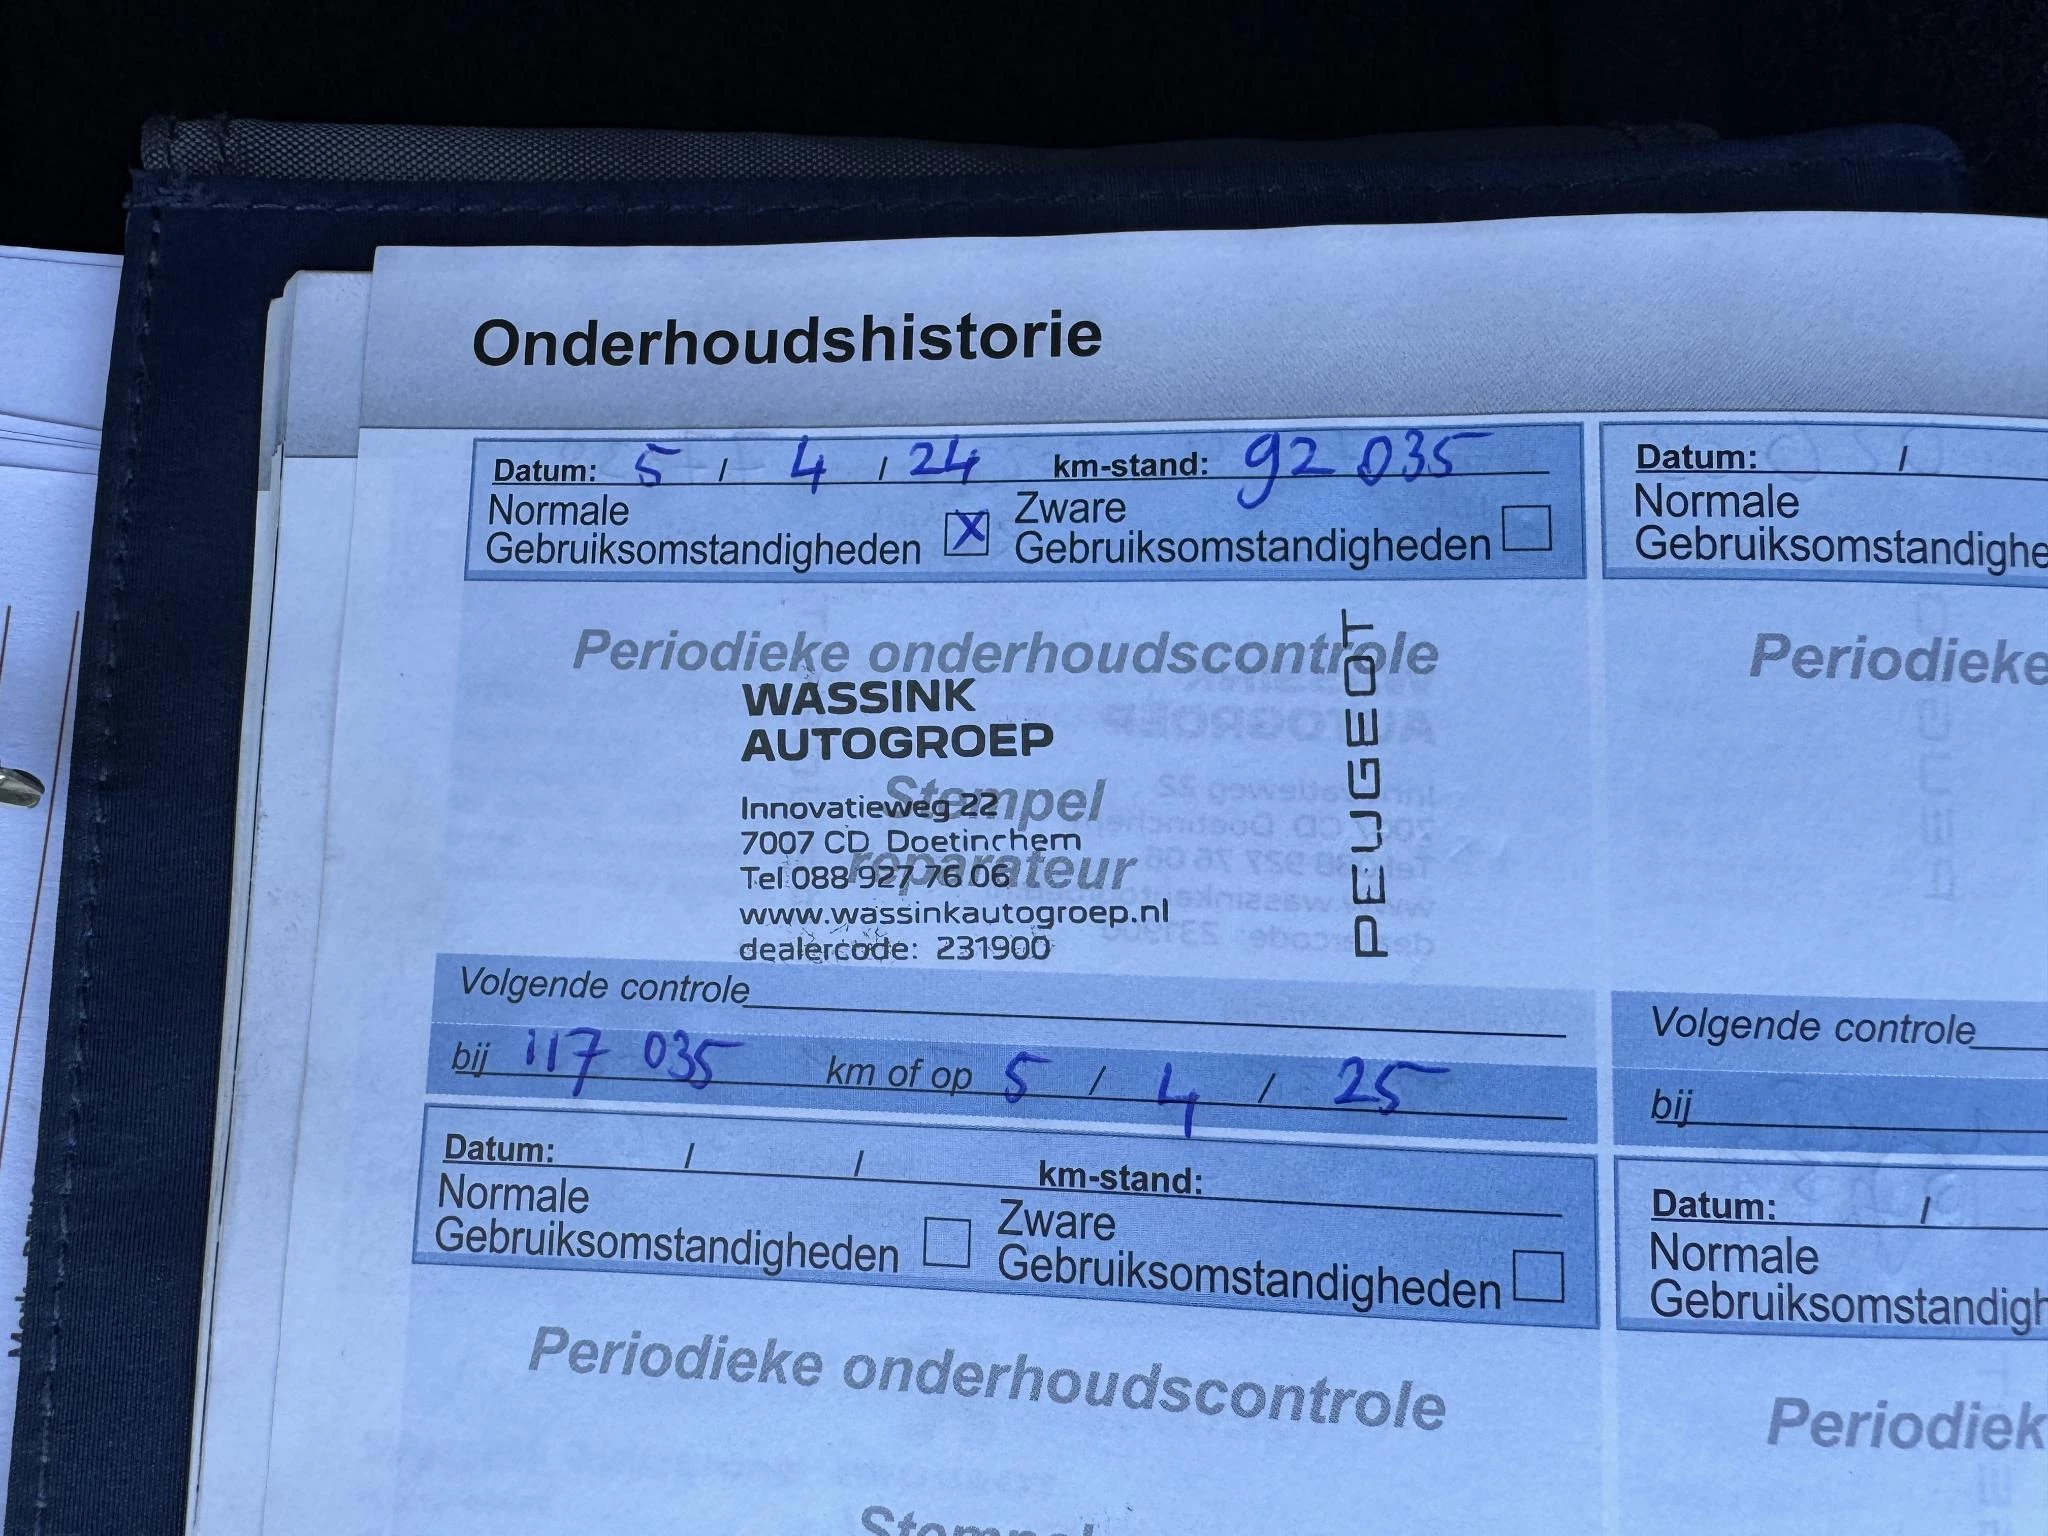 Onderhoudshistorie
Datum: 5 / 4 / 24 km-stand: 92 035
Normale
Gebruiksomstandigheden X Zware
Gebruiksomstandigheden
Periodieke onderhoudscontrole
WASSINK
AUTOGROEP
Stempel
Innovatieweg 22
7007 CD Doetinchem
reparateur
Tel 088 927 76 06
www.wassinkautogroep.nl
dealercode: 231900
PEUGEOT
Volgende controle
bij 117 035 km of op 5 / 4 / 25
Datum: / / km-stand:
Normale
Gebruiksomstandigheden Zware
Gebruiksomstandigheden
Periodieke onderhoudscontrole
Stempel
Datum: /
Normale
Gebruiksomstandighe
Periodieke
Volgende controle
bij
Datum: /
Normale
Gebruiksomstandigh
Periodiek